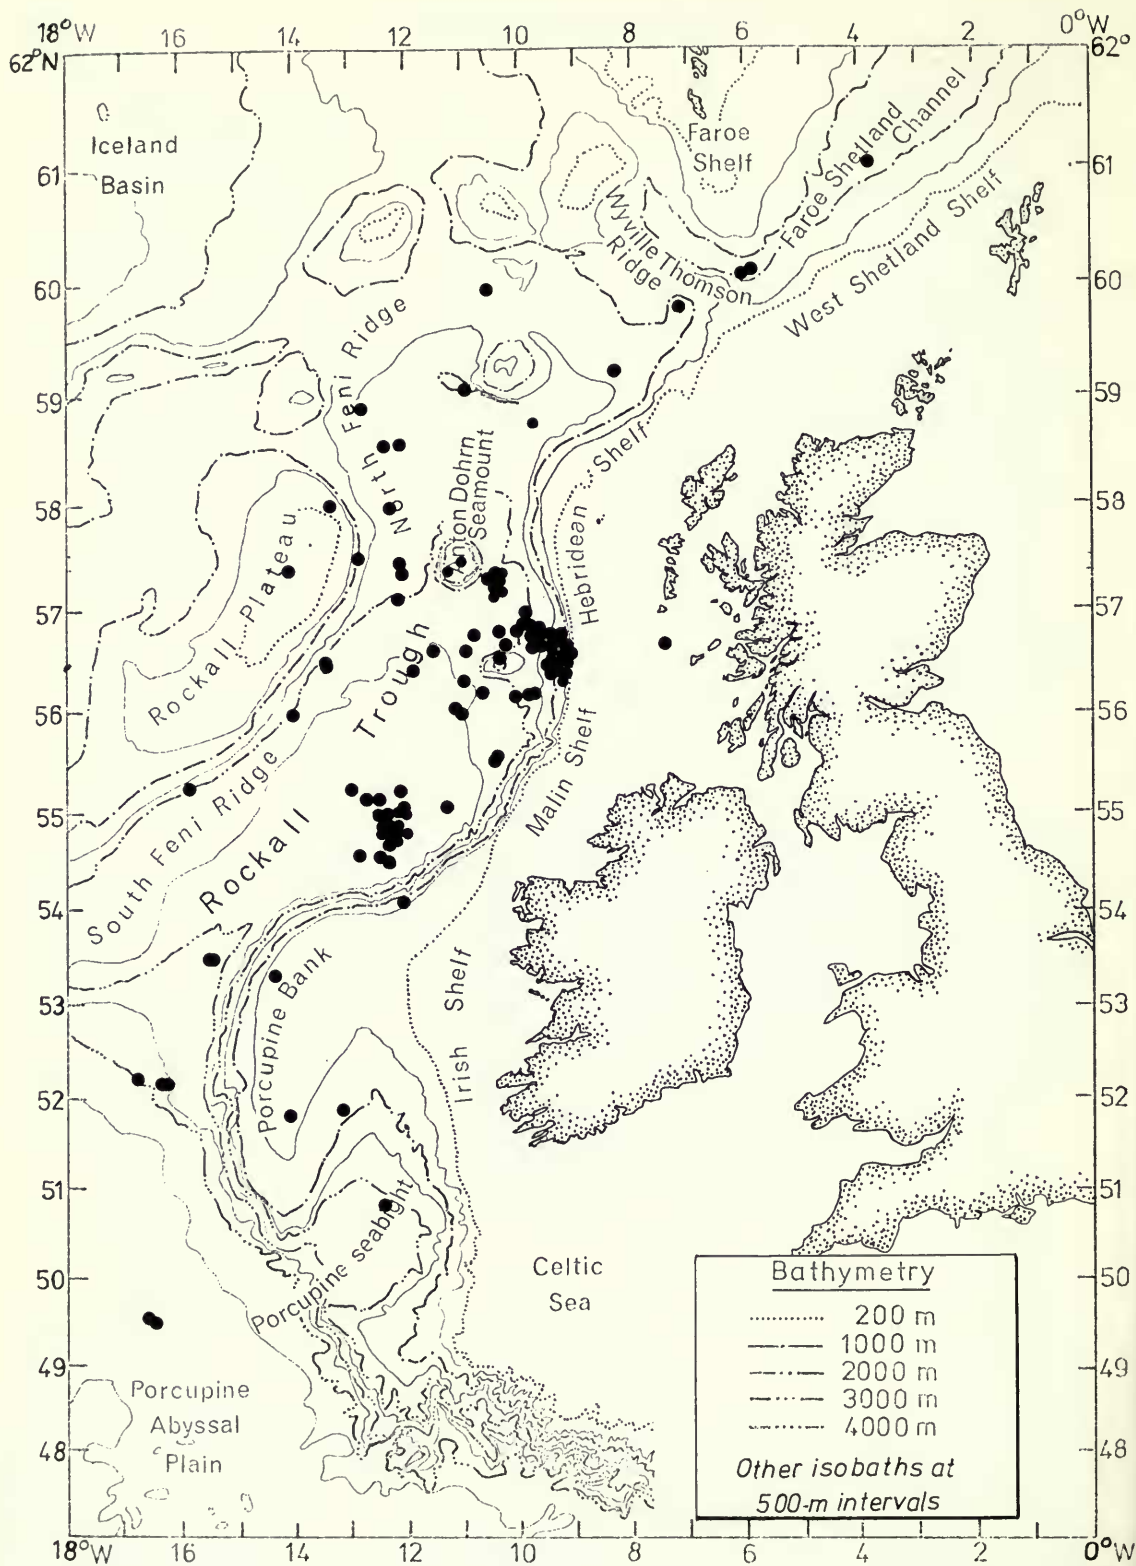 18°W 16 14 12 10 8 6 4 2 0°W
62°N
62°
Iceland
Basin
Faroe
Shelf
Faroe Shetland
Channel
61
61
West Shetland Shelf
Wyville Thomson
Ridge
60
60
North Feni Ridge
59
59
Hebridean Shelf
Anton Dohrn
Seamount
58
58
Rockall Plateau
57
57
Rockall Trough
56
56
Malin Shelf
South Feni Ridge
55
55
54
54
Porcupine Bank
Irish Shelf
53
53
52
52
51
51
Porcupine Seabight
Celtic
Sea
50
50
49
49
Porcupine
Abyssal
Plain
48
48
Bathymetry
200 m
1000 m
2000 m
3000 m
4000 m
Other isobaths at
500-m intervals
18°W 16 14 12 10 8 6 4 2 0°W